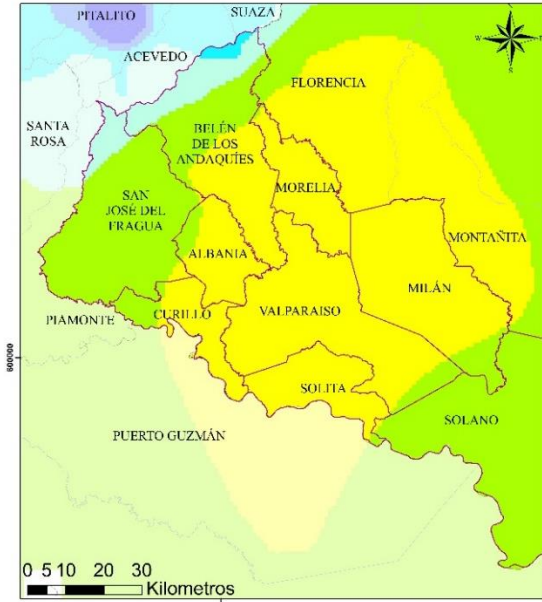 PITALITO
SUAZA
ACEVEDO
N
W
E
S
FLORENCIA
SANTA
ROSA
BELÉN
DE LOS
ANDAQUÍES
SAN
JOSÉ DEL
FRAGUA
MORELIA
MONTAÑITA
ALBANIA
MILÁN
PIAMONTE
CURILLO
VALPARAISO
600000
SOLITA
SOLANO
PUERTO GUZMÁN
0 5 10 20 30
Kilometros